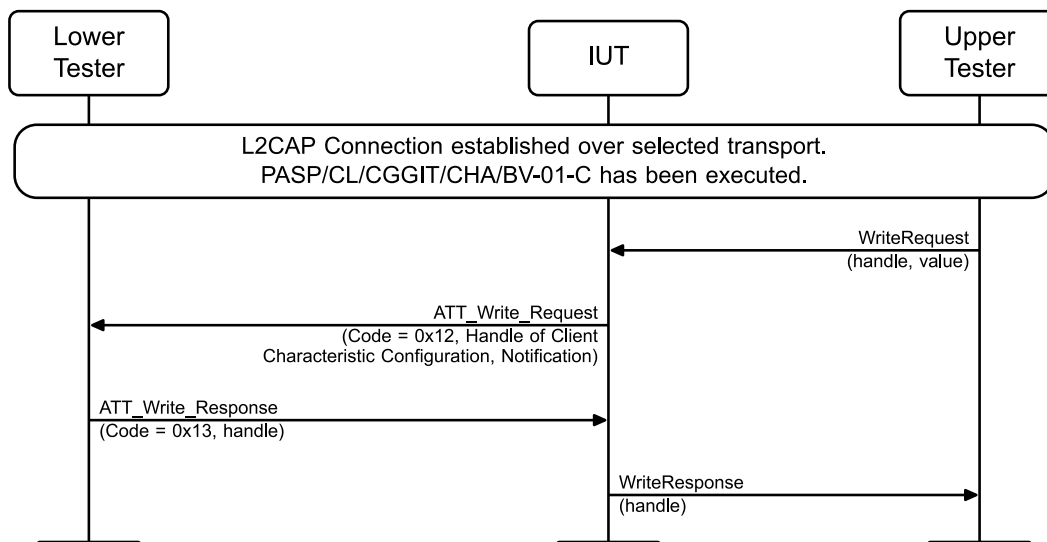 Lower
Tester
IUT
Upper
Tester
L2CAP Connection established over selected transport.
PASP/CL/CGGIT/CHA/BV-01-C has been executed.
WriteRequest
(handle, value)
ATT_Write_Request
(Code = 0x12, Handle of Client
Characteristic Configuration, Notification)
ATT_Write_Response
(Code = 0x13, handle)
WriteResponse
(handle)